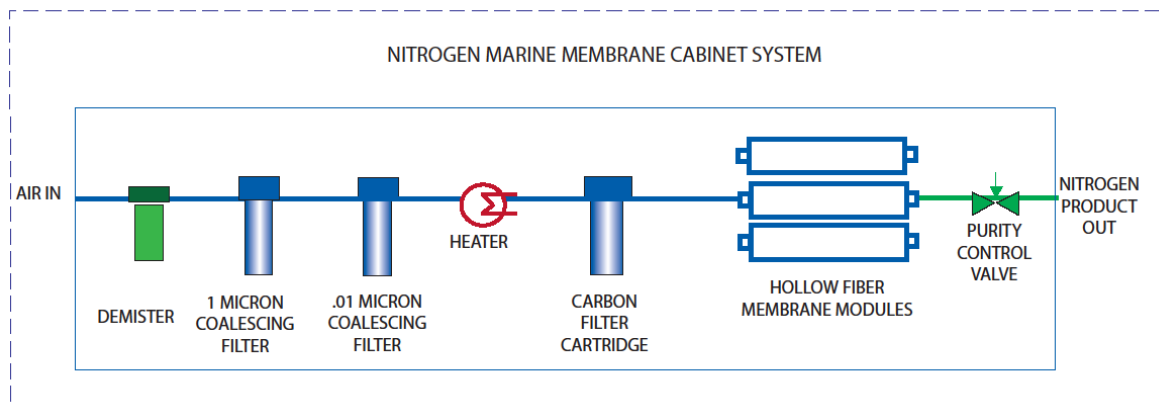 NITROGEN MARINE MEMBRANE CABINET SYSTEM
AIR IN
DEMISTER
1 MICRON
COALESCING
FILTER
.01 MICRON
COALESCING
FILTER
HEATER
CARBON
FILTER
CARTRIDGE
HOLLOW FIBER
MEMBRANE MODULES
PURITY
CONTROL
VALVE
NITROGEN
PRODUCT
OUT